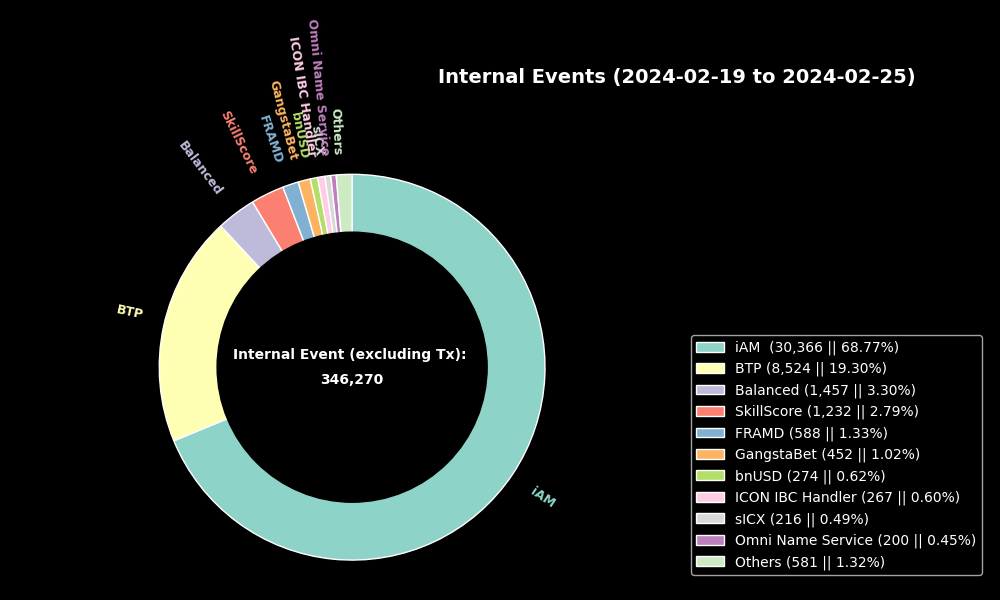 Internal Events (2024-02-19 to 2024-02-25)
Omni Name Service
ICON IBC Handler
GangstaBet
bnUSD
sICX
Others
FRAMD
SkillScore
Balanced
BTP
iAM
Internal Event (excluding Tx):
346,270
iAM  (30,366 || 68.77%)
BTP (8,524 || 19.30%)
Balanced (1,457 || 3.30%)
SkillScore (1,232 || 2.79%)
FRAMD (588 || 1.33%)
GangstaBet (452 || 1.02%)
bnUSD (274 || 0.62%)
ICON IBC Handler (267 || 0.60%)
sICX (216 || 0.49%)
Omni Name Service (200 || 0.45%)
Others (581 || 1.32%)